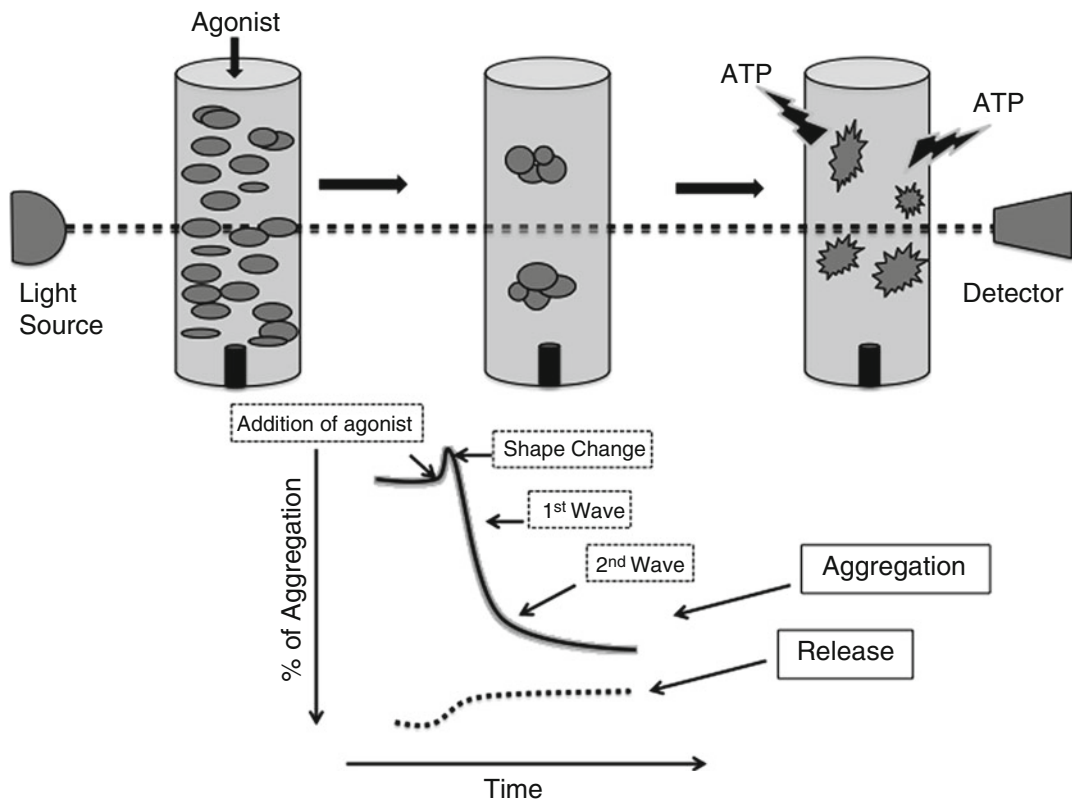 Agonist
ATP
ATP
Light
Source
Detector
Addition of agonist
Shape Change
1st Wave
2nd Wave
Aggregation
Release
% of Aggregation
Time